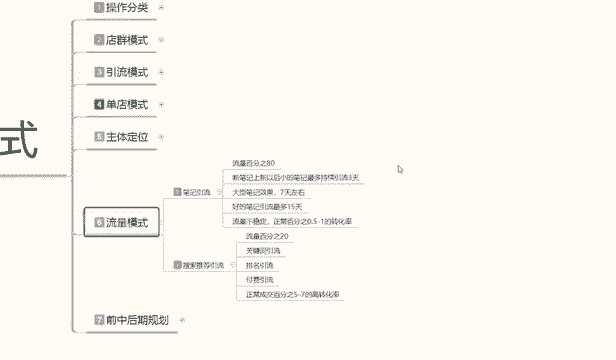 1 操作分类
2 店群模式
3 引流模式
4 单店模式
式
5 主体定位
流量百分之80
新笔记上新以后小的笔记最多持续引流3天
1 笔记引流
大型笔记效果，7天左右
好的笔记引流最多15天
6 流量模式
流量不稳定，正常百分之0.5-1的转化率
流量百分之20
关键词引流
搜索推荐引流
排名引流
付费引流
正常成交百分之5-7的高转化率
7 前中后期规划